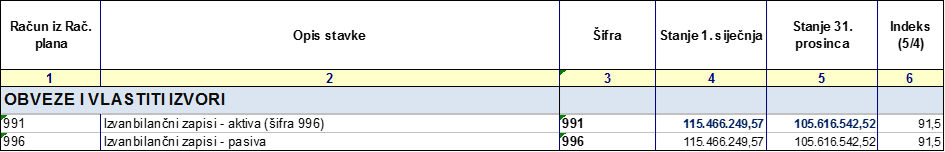 Račun iz Rač. plana Opis stavke Šifra Stanje 1. siječnja Stanje 31. prosinca Indeks (5/4)
1 2 3 4 5 6
OBVEZE I VLASTITI IZVORI
991 Izvanbilančni zapisi - aktiva (šifra 996) 991 115.466.249,57 105.616.542,52 91,5
996 Izvanbilančni zapisi - pasiva 996 115.466.249,57 105.616.542,52 91,5